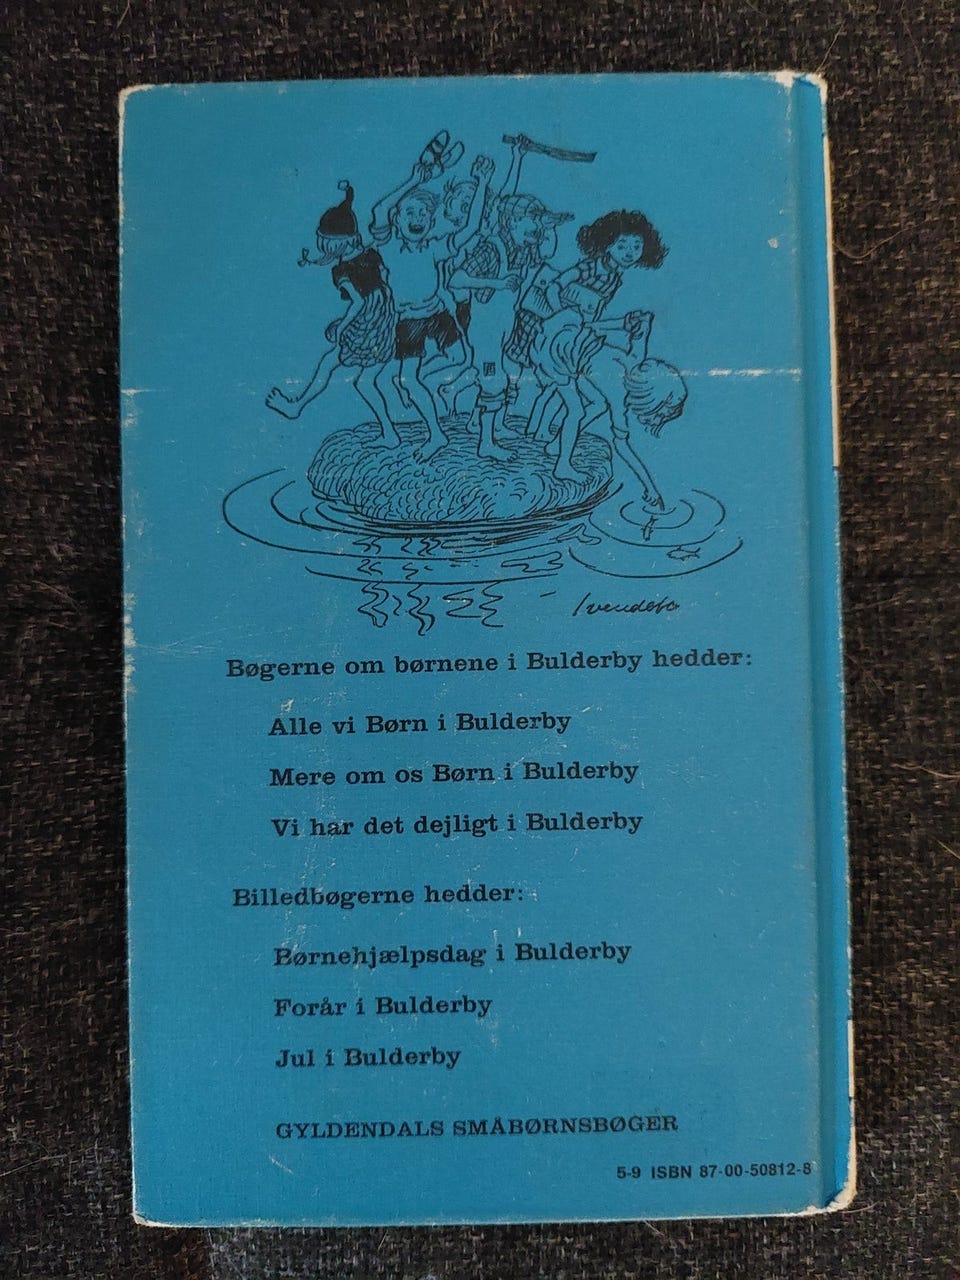 Bøgerne om børnene i Bulderby hedder:
Alle vi Børn i Bulderby
Mere om os Børn i Bulderby
Vi har det dejligt i Bulderby
Billedbøgerne hedder:
Børnehjælpsdag i Bulderby
Forår i Bulderby
Jul i Bulderby
GYLDENDALS SMÅBØRNSBØGER
5-9 ISBN 87-00-50812-8